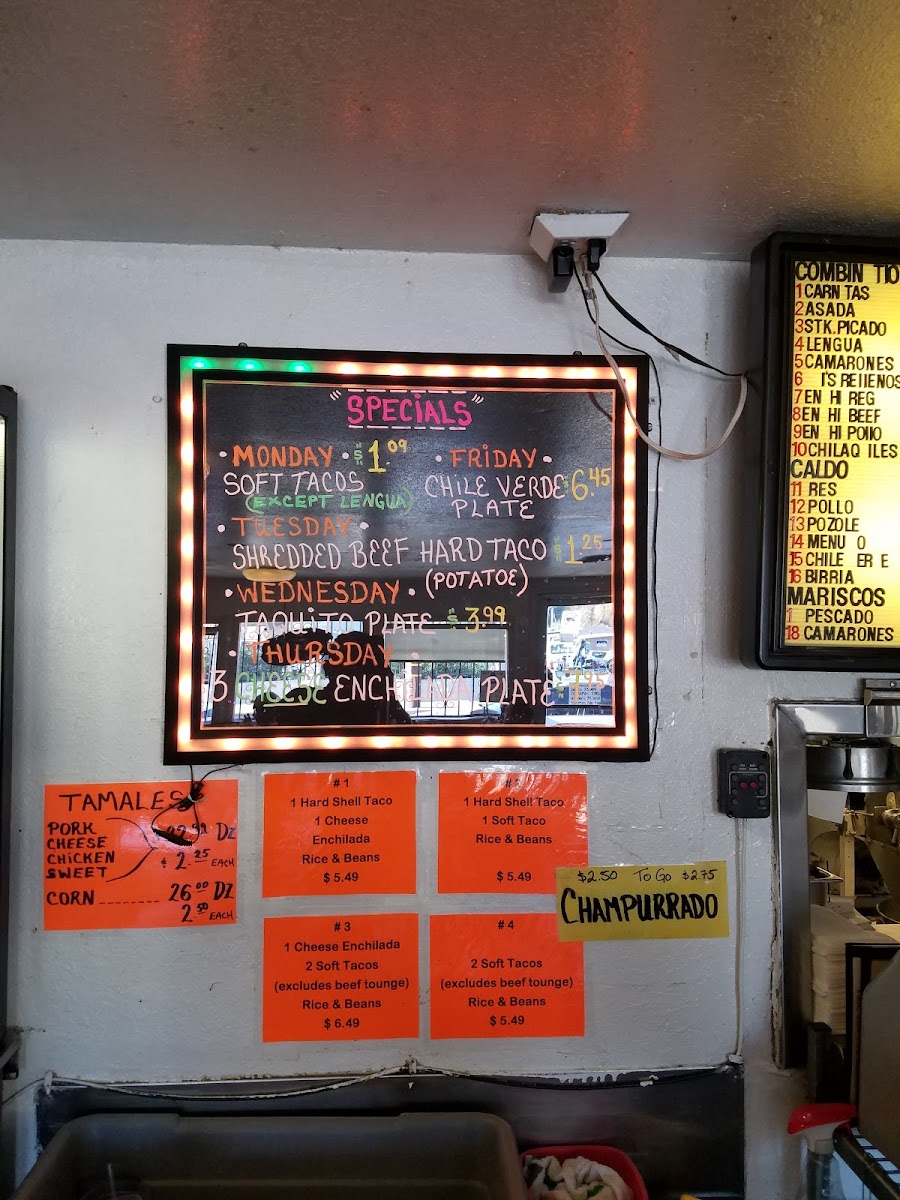 "SPECIALS"
• MONDAY • $1.09
SOFT TACOS
(EXCEPT LENGUA)
• FRIDAY •
CHILE VERDE $6.45
PLATE
• TUESDAY •
SHREDDED BEEF HARD TACO $1.25
(POTATOE)
• WEDNESDAY •
TAQUITO PLATE $3.99
• THURSDAY •
3 CHEESE ENCHILADA PLATE
TAMALES
PORK
CHEESE
CHICKEN
SWEET
DZ
$2.25 EACH
CORN 26.00 DZ
2.50 EACH
# 1
1 Hard Shell Taco
1 Cheese
Enchilada
Rice & Beans
$ 5.49
1 Hard Shell Taco
1 Soft Taco
Rice & Beans
$ 5.49
# 3
1 Cheese Enchilada
2 Soft Tacos
(excludes beef tounge)
Rice & Beans
$ 6.49
# 4
2 Soft Tacos
(excludes beef tounge)
Rice & Beans
$ 5.49
$2.50 To Go $2.75
CHAMPURRADO
COMBIN TIO
1 CARN TAS
2 ASADA
3 STK.PICADO
4 LENGUA
5 CAMARONES
6 I'S RELLENOS
7 EN HI REG
8 EN HI BEEF
9 EN HI POLLO
10 CHILAQ ILES
CALDO
11 RES
12 POLLO
13 POZOLE
14 MENU O
15 CHILE ER E
16 BIRRIA
MARISCOS
1 PESCADO
18 CAMARONES